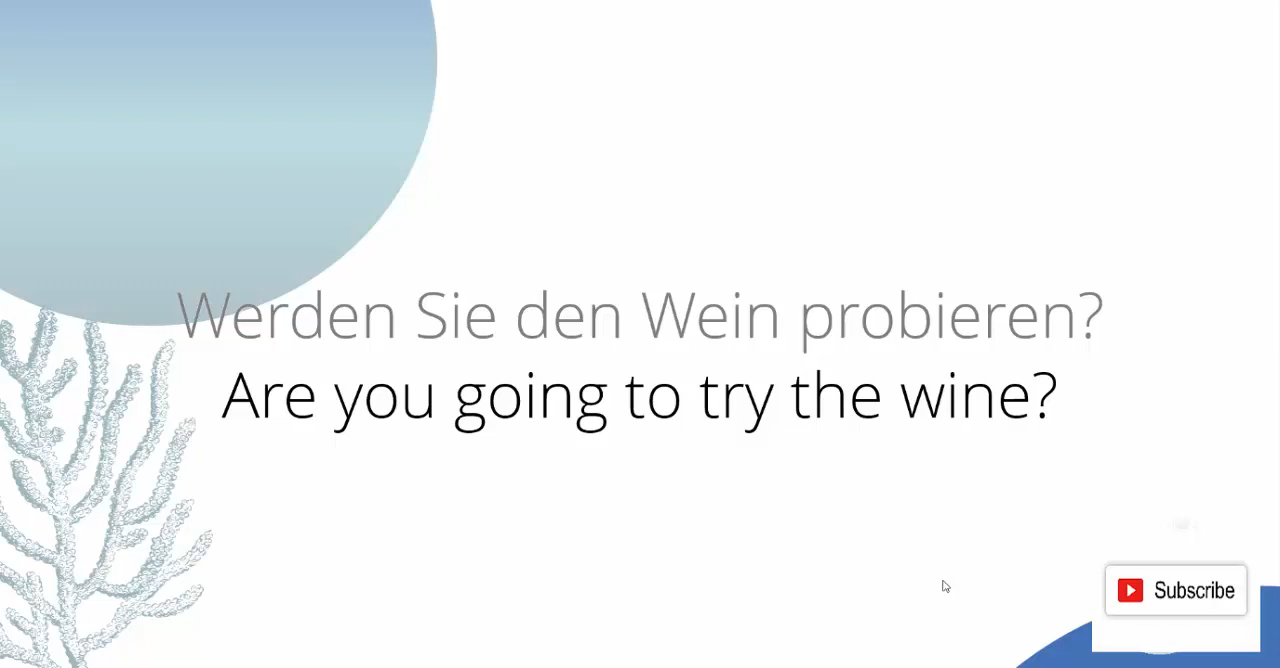 Werden Sie den Wein probieren?
Are you going to try the wine?
Subscribe